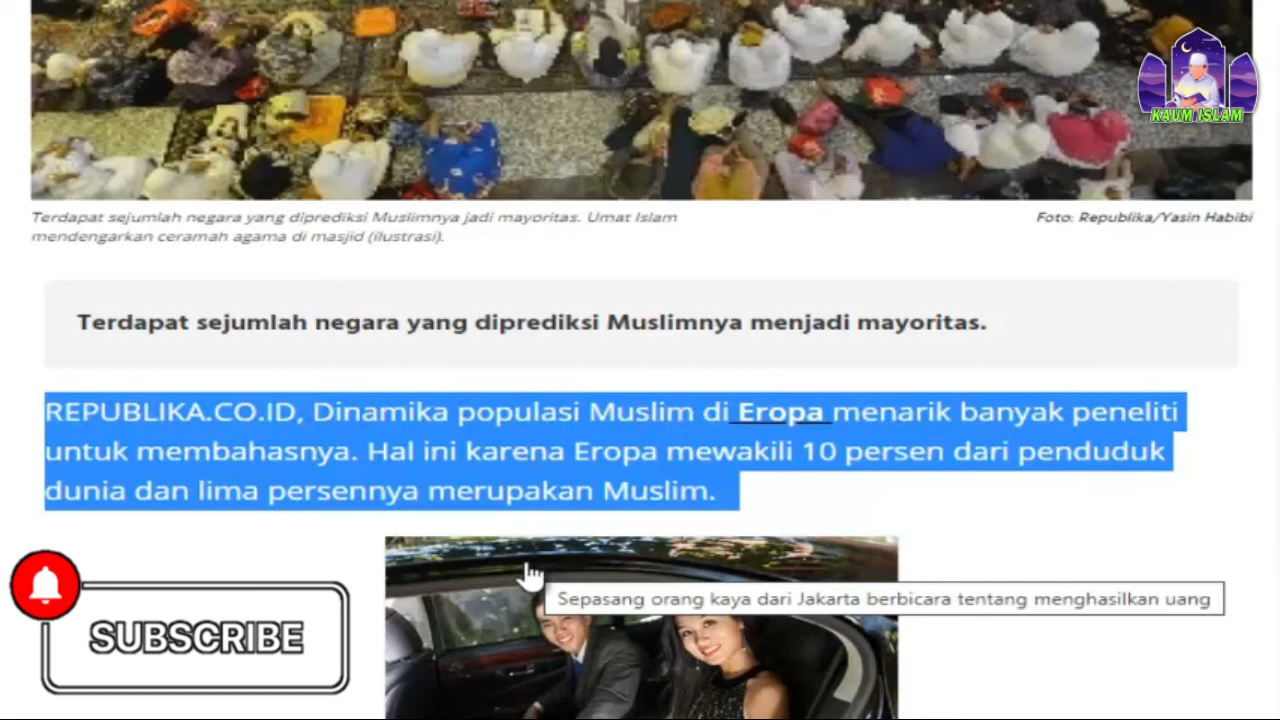 KAUM ISLAM
Terdapat sejumlah negara yang diprediksi Muslimnya jadi mayoritas. Umat Islam
mendengarkan ceramah agama di masjid (ilustrasi).
Foto: Republika/Yasin Habibi
Terdapat sejumlah negara yang diprediksi Muslimnya menjadi mayoritas.
REPUBLIKA.CO.ID, Dinamika populasi Muslim di Eropa menarik banyak peneliti
untuk membahasnya. Hal ini karena Eropa mewakili 10 persen dari penduduk
dunia dan lima persennya merupakan Muslim.
Sepasang orang kaya dari Jakarta berbicara tentang menghasilkan uang
SUBSCRIBE